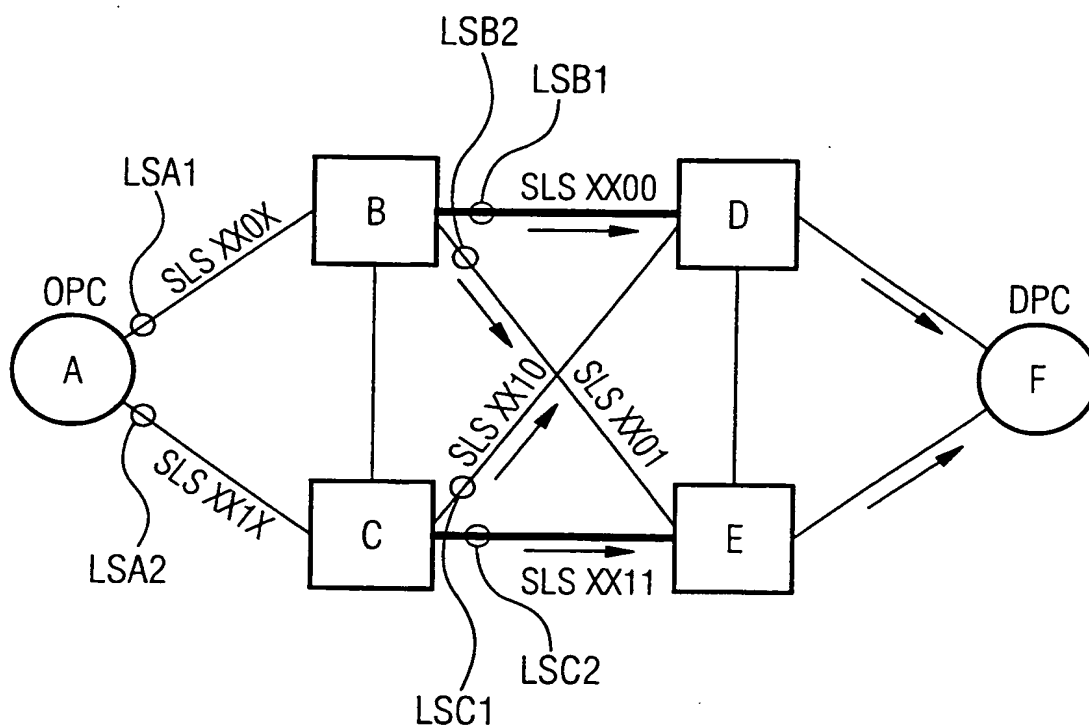 LSB2
LSB1
LSA1
SLS XX0X
B
SLS XX00
D
OPC
DPC
A
F
SLS XX10
SLS XX01
SLS XX1X
C
E
LSA2
SLS XX11
LSC2
LSC1